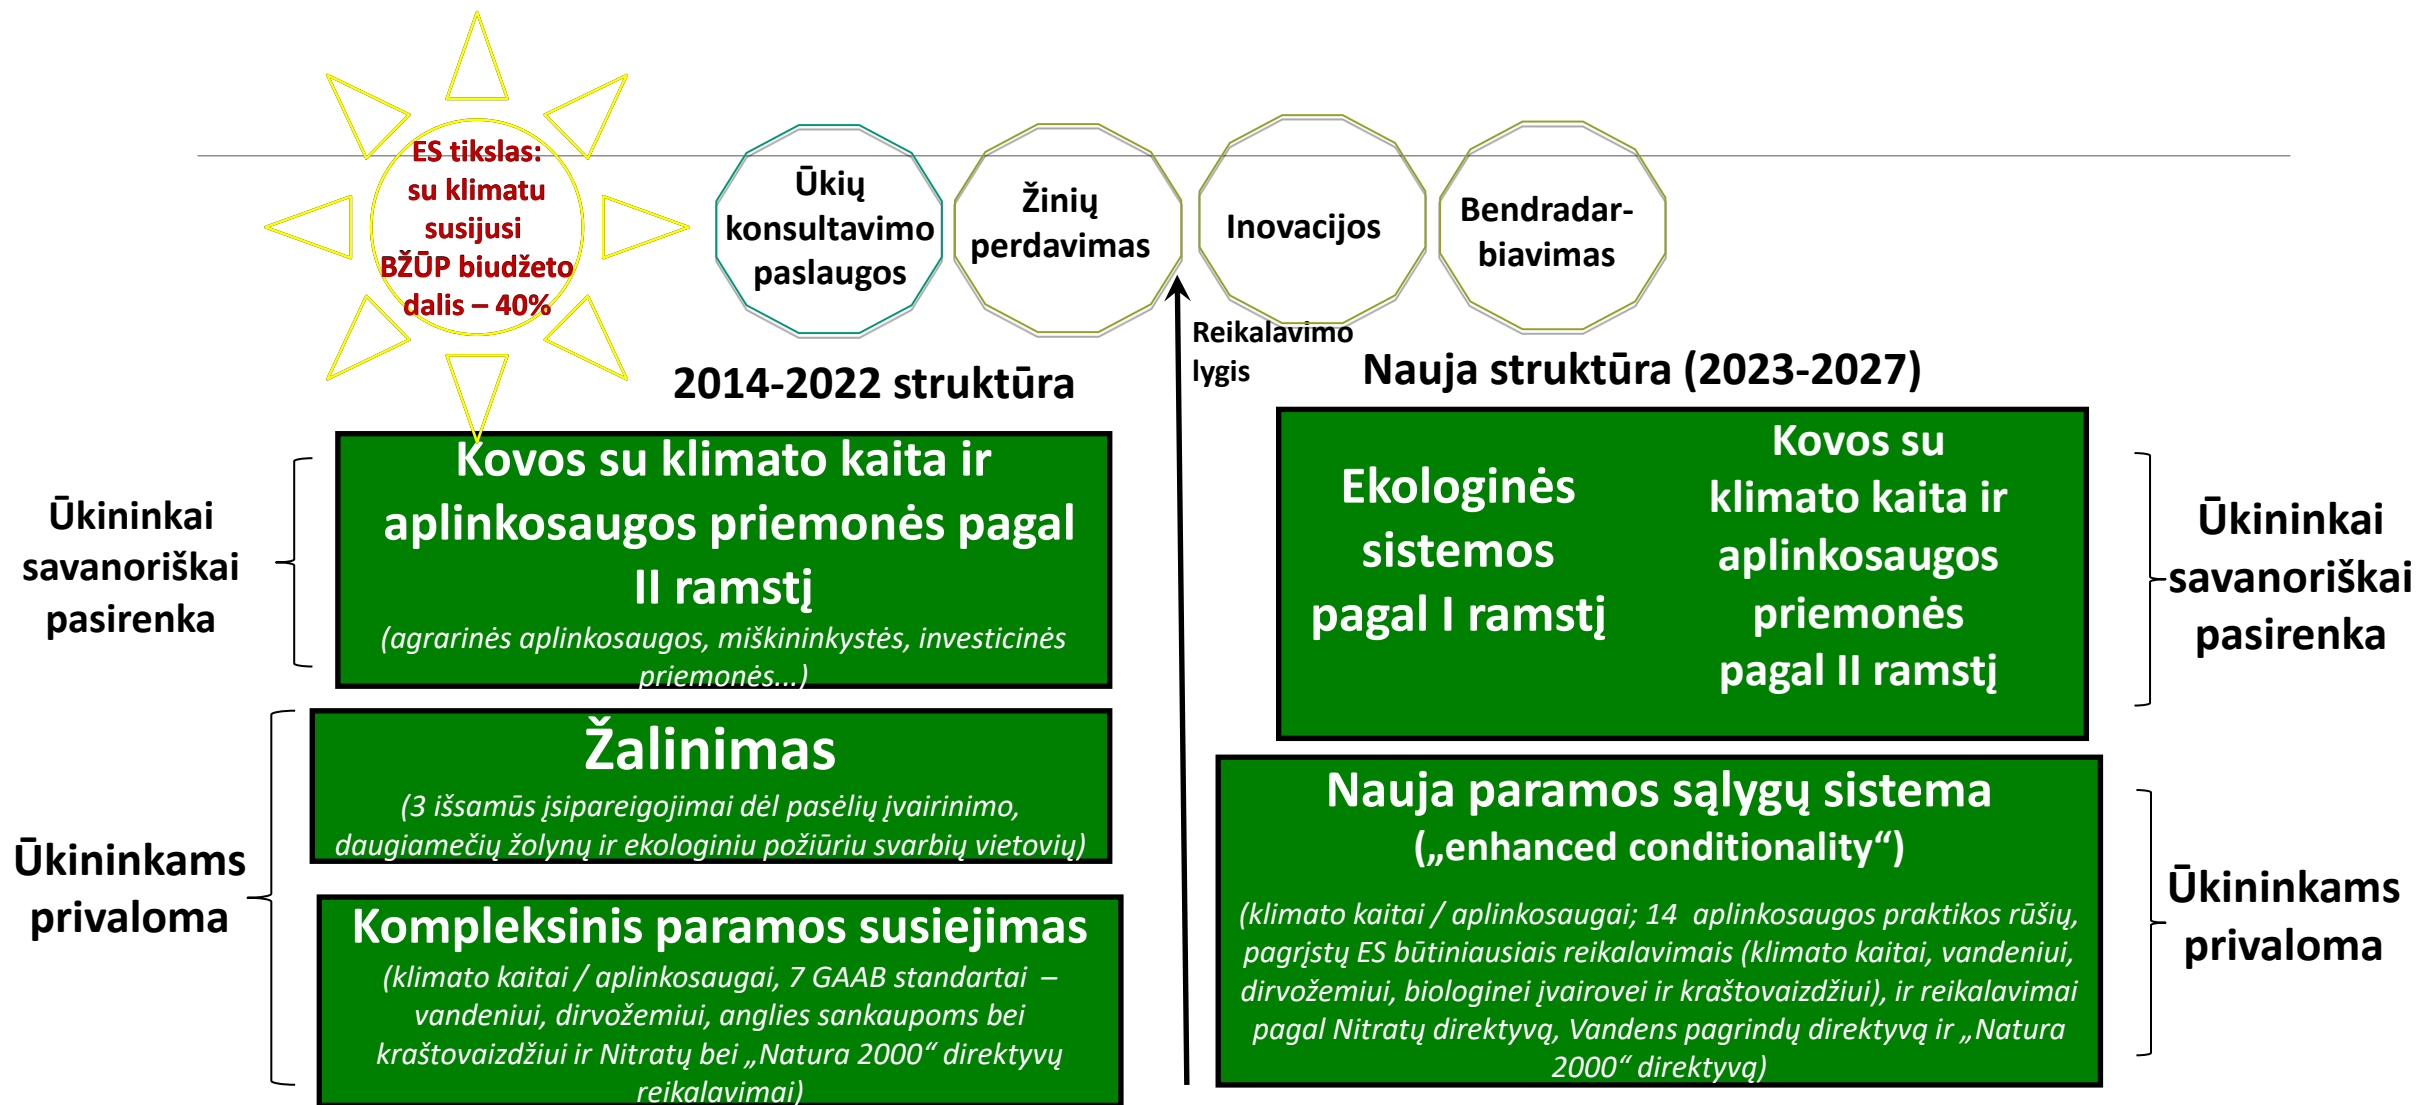 ES tikslas:
su klimatu
susijusi
BŽŪP biudžeto
dalis – 40%
Ūkių
konsultavimo
paslaugos
Žinių
perdavimas
Inovacijos
Bendradar-
biavimas
Reikalavimo
lygis
2014-2022 struktūra
Nauja struktūra (2023-2027)
Ūkininkai
savanoriškai
pasirenka
Kovos su klimato kaita ir
aplinkosaugos priemonės pagal
II ramstį
(agrarinės aplinkosaugos, miškininkystės, investicinės
priemonės...)
Ekologinės
sistemos
pagal I ramstį
Kovos su
klimato kaita ir
aplinkosaugos
priemonės
pagal II ramstį
Ūkininkai
savanoriškai
pasirenka
Ūkininkams
privaloma
Žalinimas
(3 išsamūs įsipareigojimai dėl pasėlių įvairinimo,
daugiamečių žolynų ir ekologiniu požiūriu svarbių vietovių)
Kompleksinis paramos susiejimas
(klimato kaitai / aplinkosaugai, 7 GAAB standartai –
vandeniui, dirvožemiui, anglies sankaupoms bei
kraštovaizdžiui ir Nitratų bei „Natura 2000“ direktyvų
reikalavimai)
Nauja paramos sąlygų sistema
(„enhanced conditionality“)
(klimato kaitai / aplinkosaugai; 14 aplinkosaugos praktikos rūšių,
pagrįstų ES būtiniausiais reikalavimais (klimato kaitai, vandeniui,
dirvožemiui, biologinei įvairovei ir kraštovaizdžiui), ir reikalavimai
pagal Nitratų direktyvą, Vandens pagrindų direktyvą ir „Natura
2000“ direktyvą)
Ūkininkams
privaloma